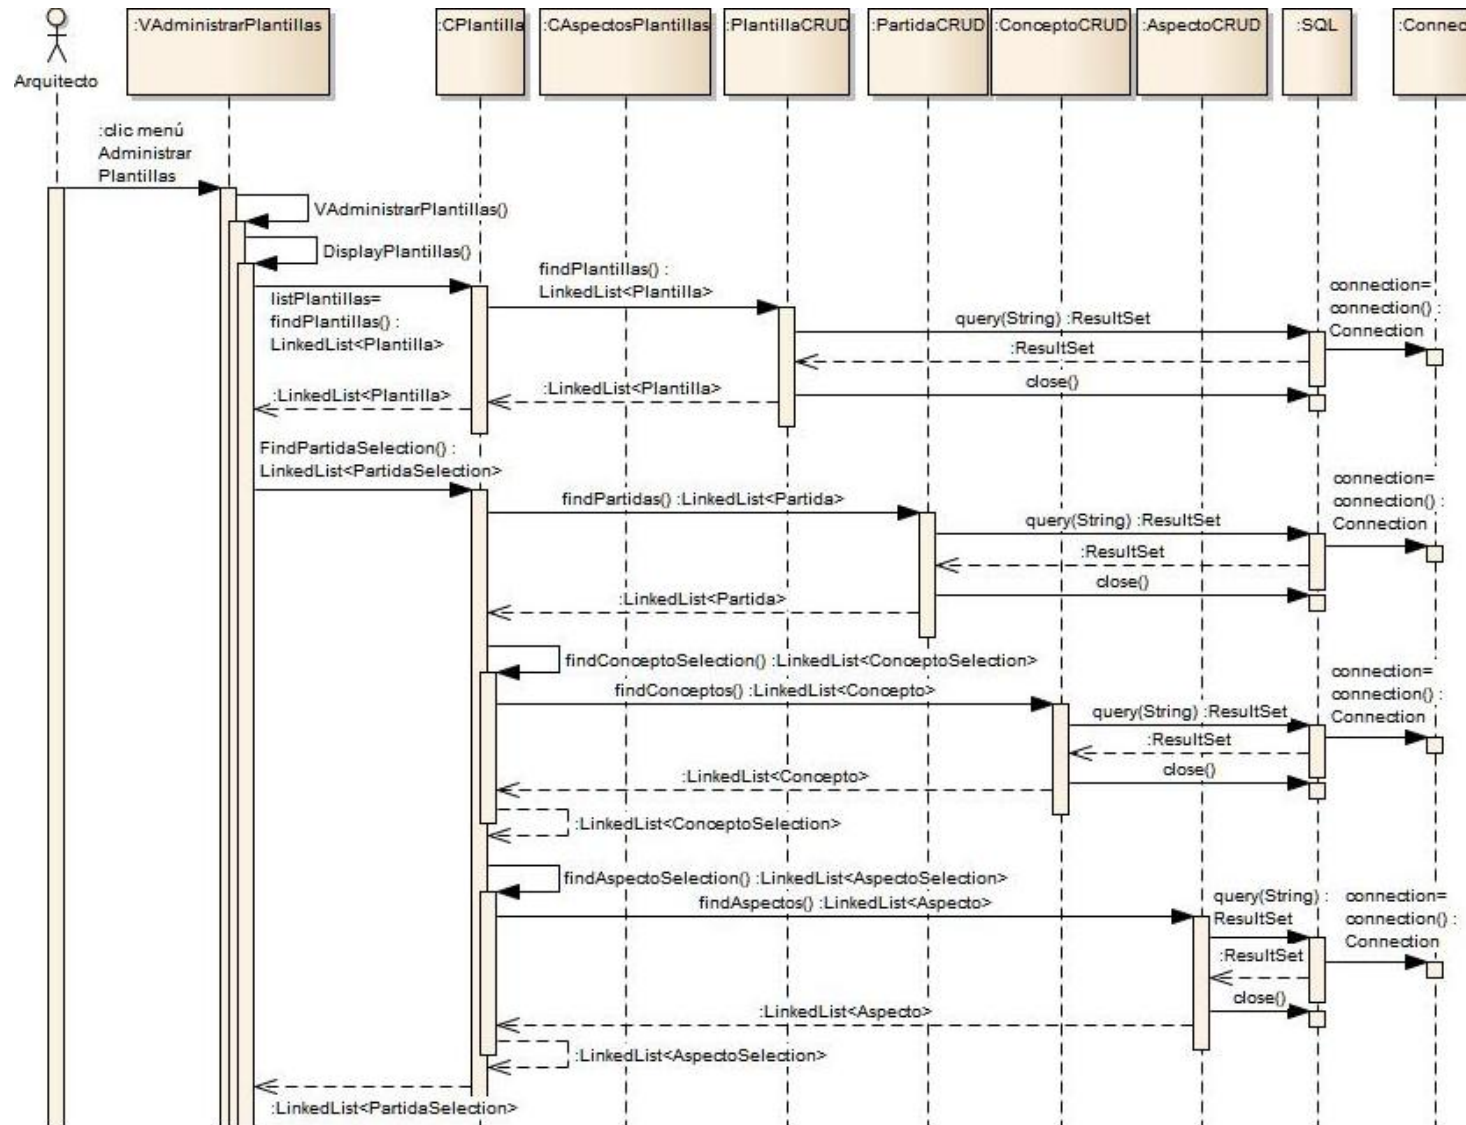 :VAdministrarPlantillas
:CPlantilla
:CAspectosPlantillas
:PlantillaCRUD
:PartidaCRUD
:ConceptoCRUD
:AspectoCRUD
:SQL
:Connec
Arquitecto
:clic menú
Administrar
Plantillas
VAdministrarPlantillas()
DisplayPlantillas()
listPlantillas=
findPlantillas() :
LinkedList<Plantilla>
findPlantillas() :
LinkedList<Plantilla>
query(String) :ResultSet
connection=
connection() :
Connection
:ResultSet
close()
:LinkedList<Plantilla>
:LinkedList<Plantilla>
FindPartidaSelection() :
LinkedList<PartidaSelection>
findPartidas() :LinkedList<Partida>
query(String) :ResultSet
connection=
connection() :
Connection
:ResultSet
close()
:LinkedList<Partida>
findConceptoSelection() :LinkedList<ConceptoSelection>
findConceptos() :LinkedList<Concepto>
query(String) :ResultSet
connection=
connection() :
Connection
:ResultSet
close()
:LinkedList<Concepto>
:LinkedList<ConceptoSelection>
findAspectoSelection() :LinkedList<AspectoSelection>
findAspectos() :LinkedList<Aspecto>
query(String) :
ResultSet
connection=
connection() :
Connection
:ResultSet
close()
:LinkedList<Aspecto>
:LinkedList<AspectoSelection>
:LinkedList<PartidaSelection>